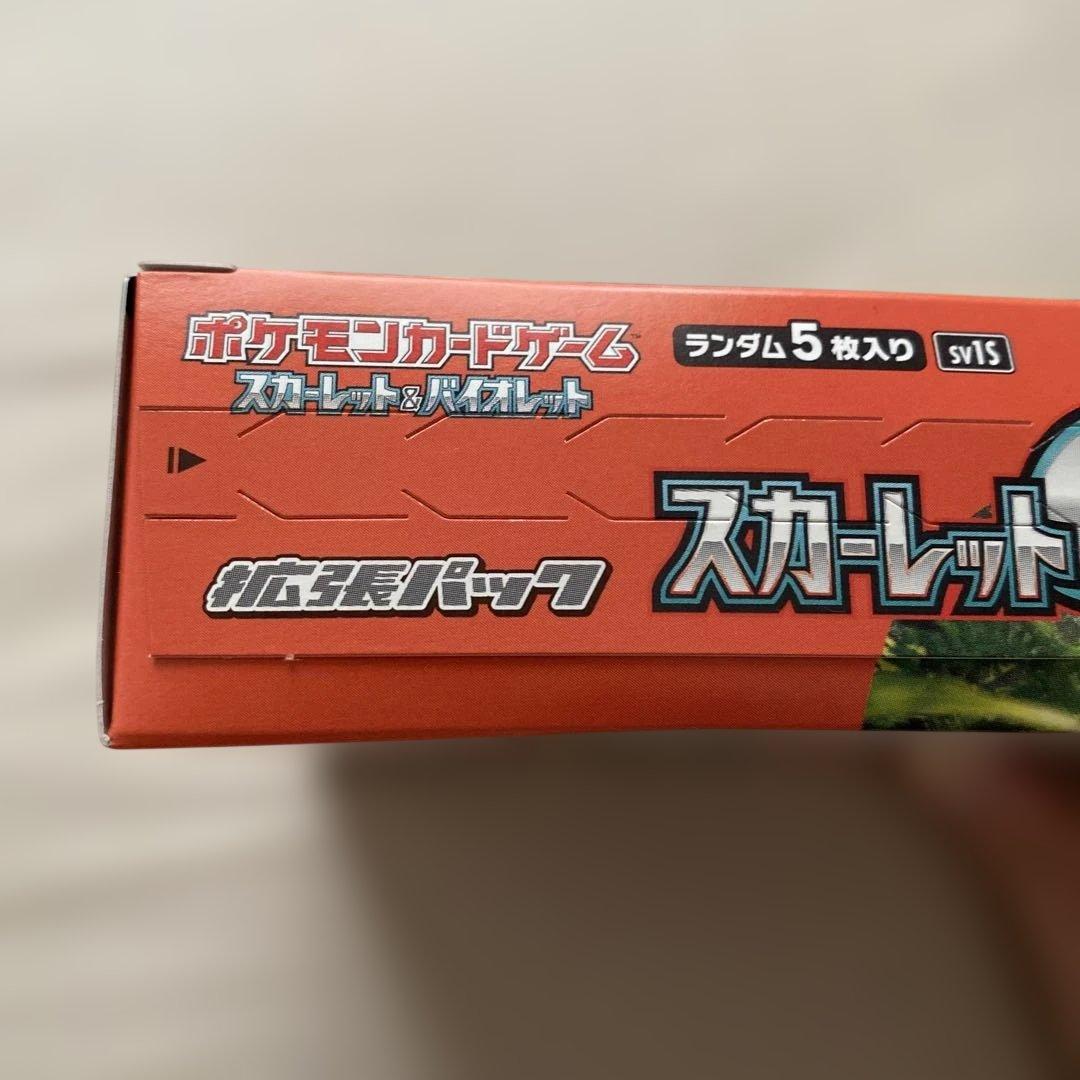 ポケモンカードゲーム™
スカーレット&バイオレット
ランダム5枚入り
sv1S
拡張パック
スカーレット